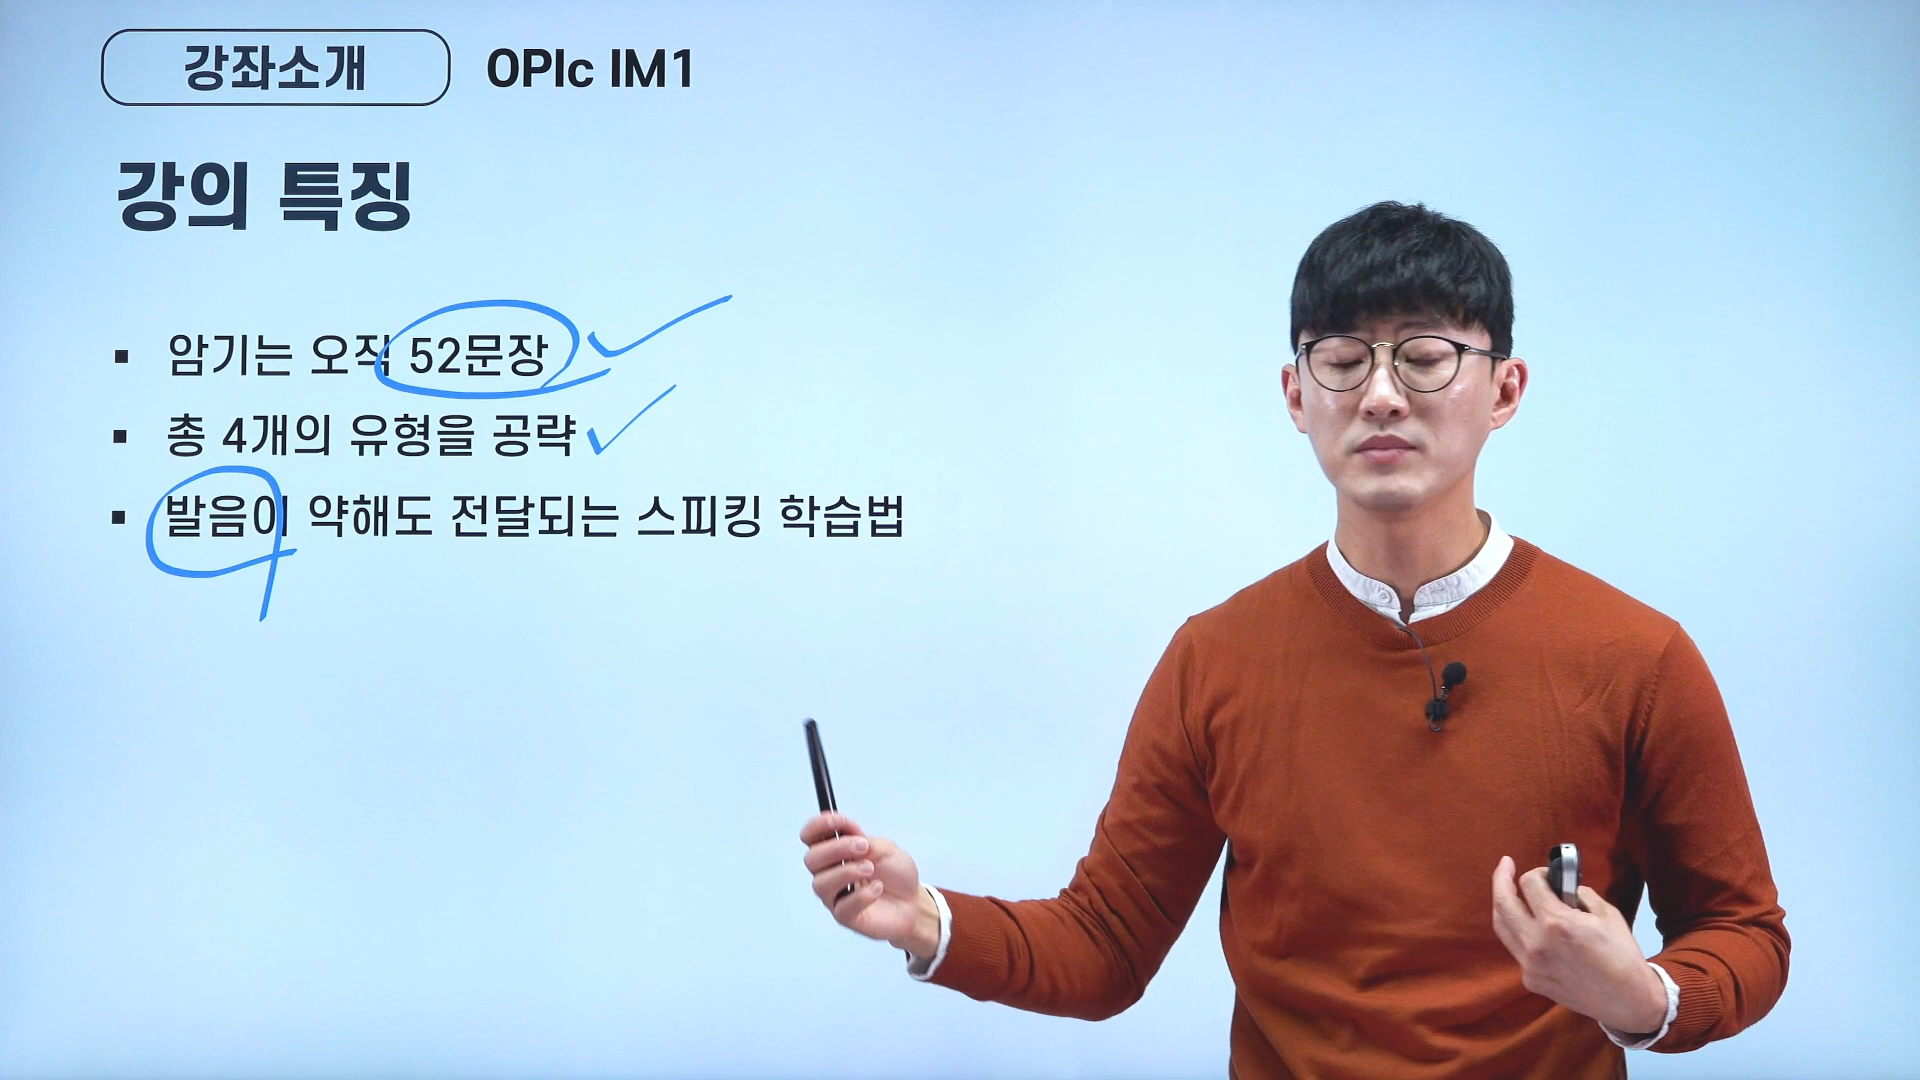 강좌소개 OPIc IM1
강의 특징
▪ 암기는 오직 52문장
▪ 총 4개의 유형을 공략
▪ 발음이 약해도 전달되는 스피킹 학습법